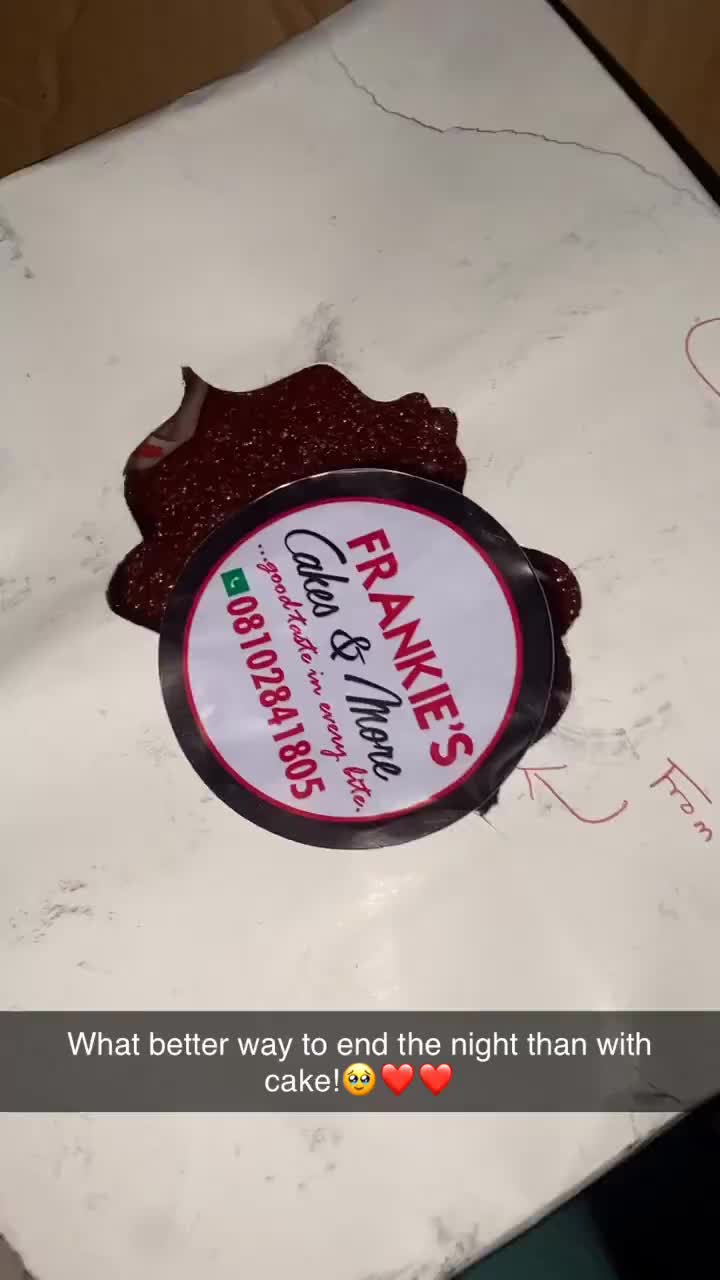 FRANKIE'S
Cakes & More
...good taste in every bite.
08102841805
From
What better way to end the night than with
cake!🥹❤️❤️